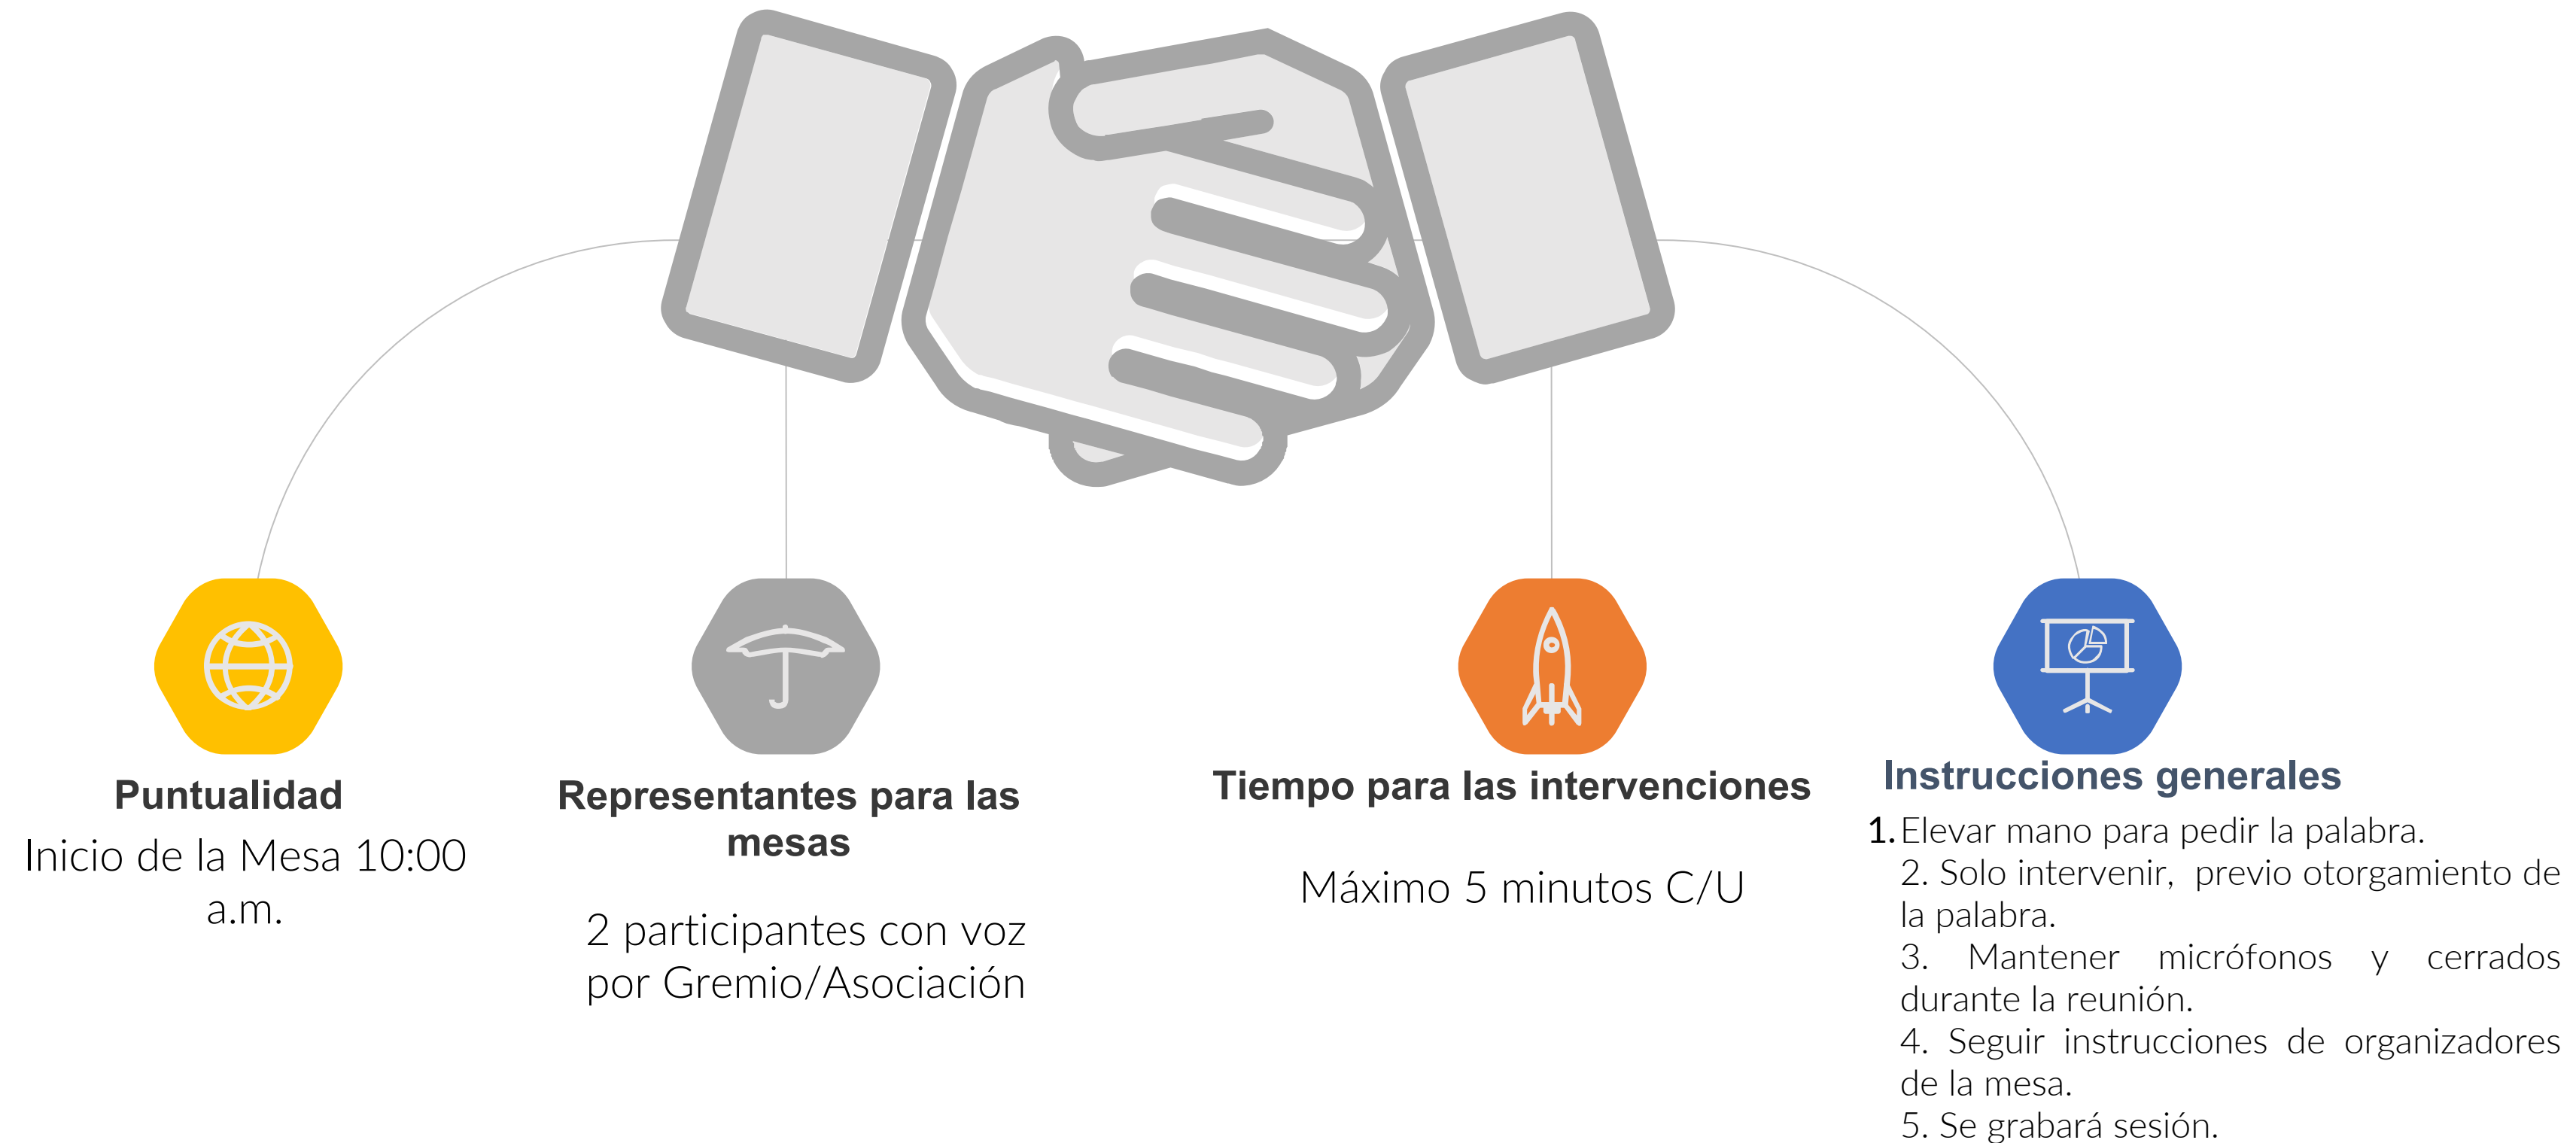 Puntualidad
Inicio de la Mesa 10:00
a.m.
Representantes para las
mesas
2 participantes con voz
por Gremio/Asociación
Tiempo para las intervenciones
Máximo 5 minutos C/U
Instrucciones generales
1. Elevar mano para pedir la palabra.
2. Solo intervenir, previo otorgamiento de
la palabra.
3. Mantener micrófonos y cerrados
durante la reunión.
4. Seguir instrucciones de organizadores
de la mesa.
5. Se grabará sesión.